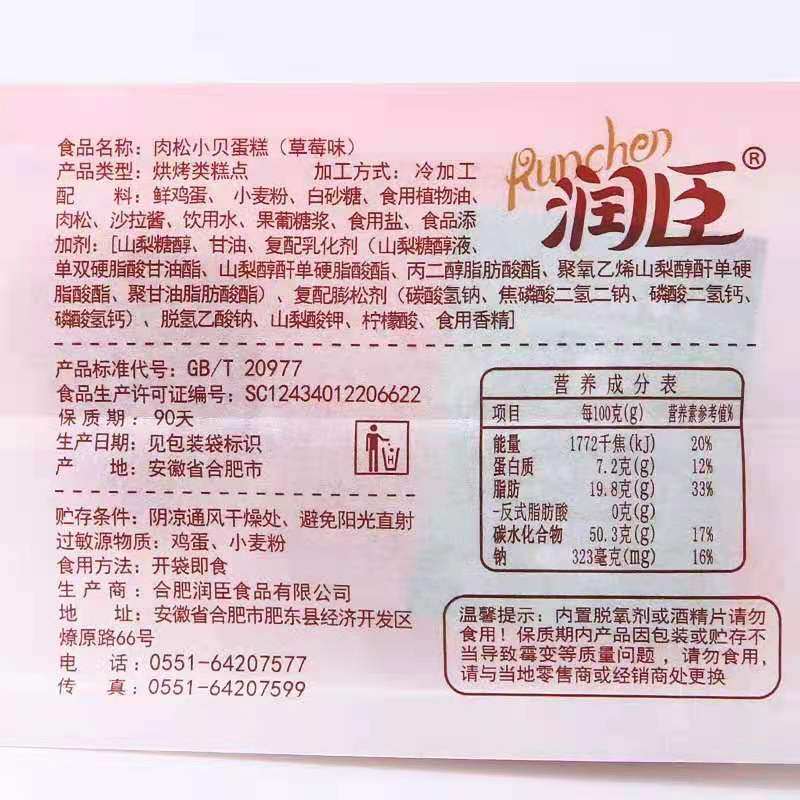 食品名称：肉松小贝蛋糕（草莓味）
产品类型：烘烤类糕点 加工方式：冷加工
配 料：鲜鸡蛋、小麦粉、白砂糖、食用植物油、
肉松、沙拉酱、饮用水、果葡糖浆、食用盐、食品添
加剂：[山梨糖醇、甘油、复配乳化剂（山梨糖醇液、
单双硬脂酸甘油酯、山梨醇酐单硬脂酸酯、丙二醇脂肪酸酯、聚氧乙烯山梨醇酐单硬
脂酸酯、聚甘油脂肪酸酯）、复配膨松剂（碳酸氢钠、焦磷酸二氢二钠、磷酸二氢钙、
磷酸氢钙）、脱氢乙酸钠、山梨酸钾、柠檬酸、食用香精]
Runchen
润臣®
产品标准代号：GB/T 20977
食品生产许可证编号：SC12434012206622
保质期：90天
生产日期：见包装袋标识
产 地：安徽省合肥市
贮存条件：阴凉通风干燥处、避免阳光直射
过敏源物质：鸡蛋、小麦粉
食用方法：开袋即食
生产商：合肥润臣食品有限公司
地 址：安徽省合肥市肥东县经济开发区
燎原路66号
电 话：0551-64207577
传 真：0551-64207599
营养成分表
项目 每100克(g) 营养素参考值%
能量 1772千焦(kJ) 20%
蛋白质 7.2克(g) 12%
脂肪 19.8克(g) 33%
-反式脂肪酸 0克(g)
碳水化合物 50.3克(g) 17%
钠 323毫克(mg) 16%
温馨提示：内置脱氧剂或酒精片请勿
食用！保质期内产品因包装或贮存不
当导致霉变等质量问题，请勿食用，
请与当地零售商或经销商处更换